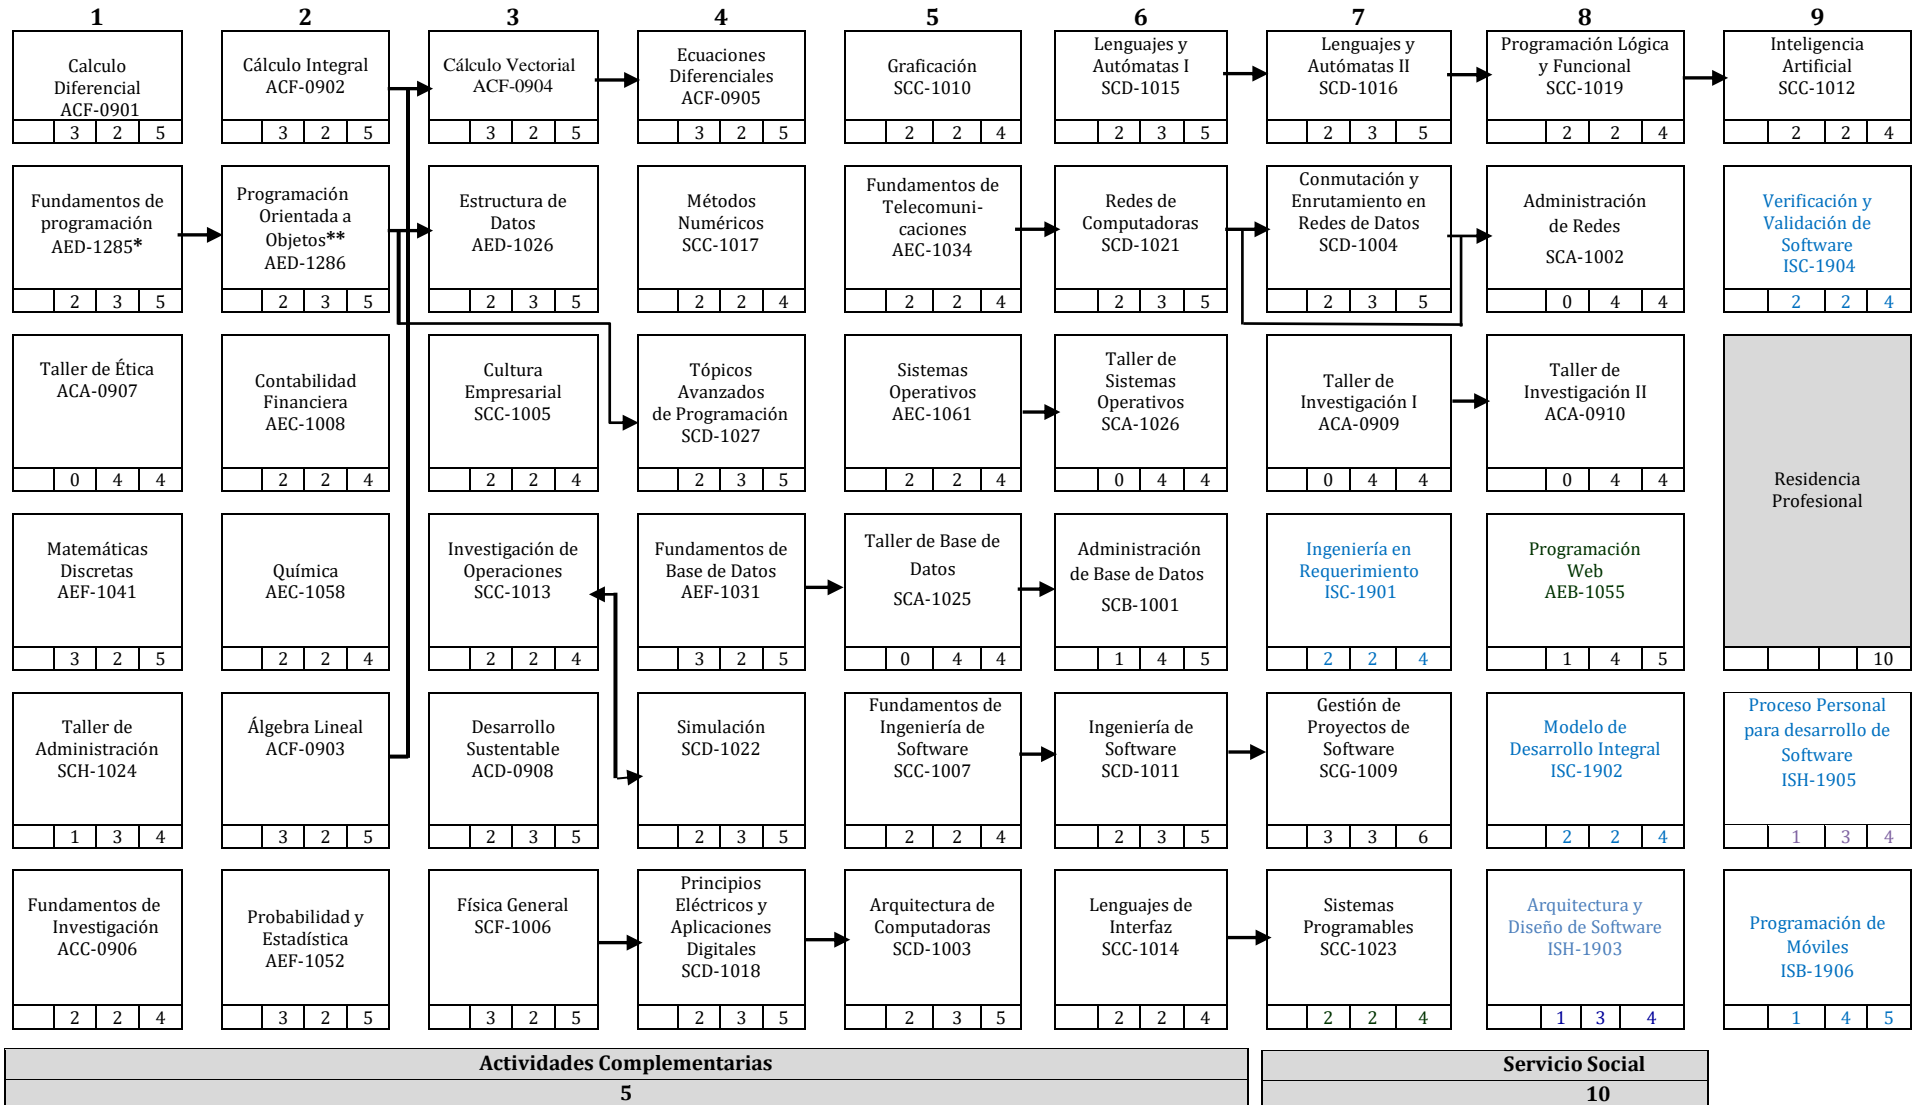 1 2 3 4 5 6 7 8 9
Calculo
Diferencial
ACF-0901
3 2 5
Cálculo Integral
ACF-0902
3 2 5
Cálculo Vectorial
ACF-0904
3 2 5
Ecuaciones
Diferenciales
ACF-0905
3 2 5
Graficación
SCC-1010
2 2 4
Lenguajes y
Autómatas I
SCD-1015
2 3 5
Lenguajes y
Autómatas II
SCD-1016
2 3 5
Programación Lógica
y Funcional
SCC-1019
2 2 4
Inteligencia
Artificial
SCC-1012
2 2 4
Fundamentos de
programación
AED-1285*
2 3 5
Programación
Orientada a
Objetos**
AED-1286
2 3 5
Estructura de
Datos
AED-1026
2 3 5
Métodos
Numéricos
SCC-1017
2 2 4
Fundamentos de
Telecomuni-
caciones
AEC-1034
2 2 4
Redes de
Computadoras
SCD-1021
2 3 5
Conmutación y
Enrutamiento en
Redes de Datos
SCD-1004
2 3 5
Administración
de Redes
SCA-1002
0 4 4
Verificación y
Validación de
Software
ISC-1904
2 2 4
Taller de Ética
ACA-0907
0 4 4
Contabilidad
Financiera
AEC-1008
2 2 4
Cultura
Empresarial
SCC-1005
2 2 4
Tópicos
Avanzados
de Programación
SCD-1027
2 3 5
Sistemas
Operativos
AEC-1061
2 2 4
Taller de
Sistemas
Operativos
SCA-1026
0 4 4
Taller de
Investigación I
ACA-0909
0 4 4
Taller de
Investigación II
ACA-0910
0 4 4
Residencia
Profesional
10
Matemáticas
Discretas
AEF-1041
3 2 5
Química
AEC-1058
2 2 4
Investigación de
Operaciones
SCC-1013
2 2 4
Fundamentos de
Base de Datos
AEF-1031
3 2 5
Taller de Base de
Datos
SCA-1025
0 4 4
Administración
de Base de Datos
SCB-1001
1 4 5
Ingeniería en
Requerimiento
ISC-1901
2 2 4
Programación
Web
AEB-1055
1 4 5
Taller de
Administración
SCH-1024
1 3 4
Álgebra Lineal
ACF-0903
3 2 5
Desarrollo
Sustentable
ACD-0908
2 3 5
Simulación
SCD-1022
2 3 5
Fundamentos de
Ingeniería de
Software
SCC-1007
2 2 4
Ingeniería de
Software
SCD-1011
2 3 5
Gestión de
Proyectos de
Software
SCG-1009
3 3 6
Modelo de
Desarrollo Integral
ISC-1902
2 2 4
Proceso Personal
para desarrollo de
Software
ISH-1905
1 3 4
Fundamentos de
Investigación
ACC-0906
2 2 4
Probabilidad y
Estadística
AEF-1052
3 2 5
Física General
SCF-1006
3 2 5
Principios
Eléctricos y
Aplicaciones
Digitales
SCD-1018
2 3 5
Arquitectura de
Computadoras
SCD-1003
2 3 5
Lenguajes de
Interfaz
SCC-1014
2 2 4
Sistemas
Programables
SCC-1023
2 2 4
Arquitectura y
Diseño de Software
ISH-1903
1 3 4
Programación de
Móviles
ISB-1906
1 4 5
Actividades Complementarias
5
Servicio Social
10